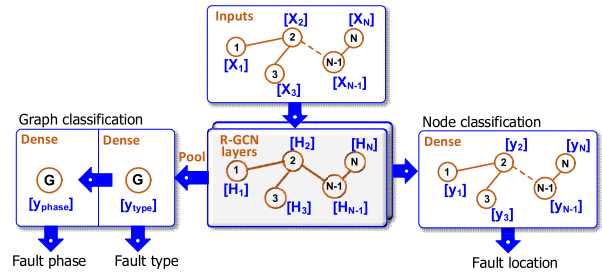 Inputs
[X2]
[XN]
1
2
N
3
N-1
[X1]
[X3]
[XN-1]
Graph classification
Node classification
Dense
Dense
Pool
R-GCN
layers
[H2]
[HN]
1
2
N
3
N-1
[H1]
[H3]
[HN-1]
G
G
[yphase]
[ytype]
Dense
[y2]
[yN]
1
2
N
3
N-1
[y1]
[y3]
[yN-1]
Fault phase
Fault type
Fault location